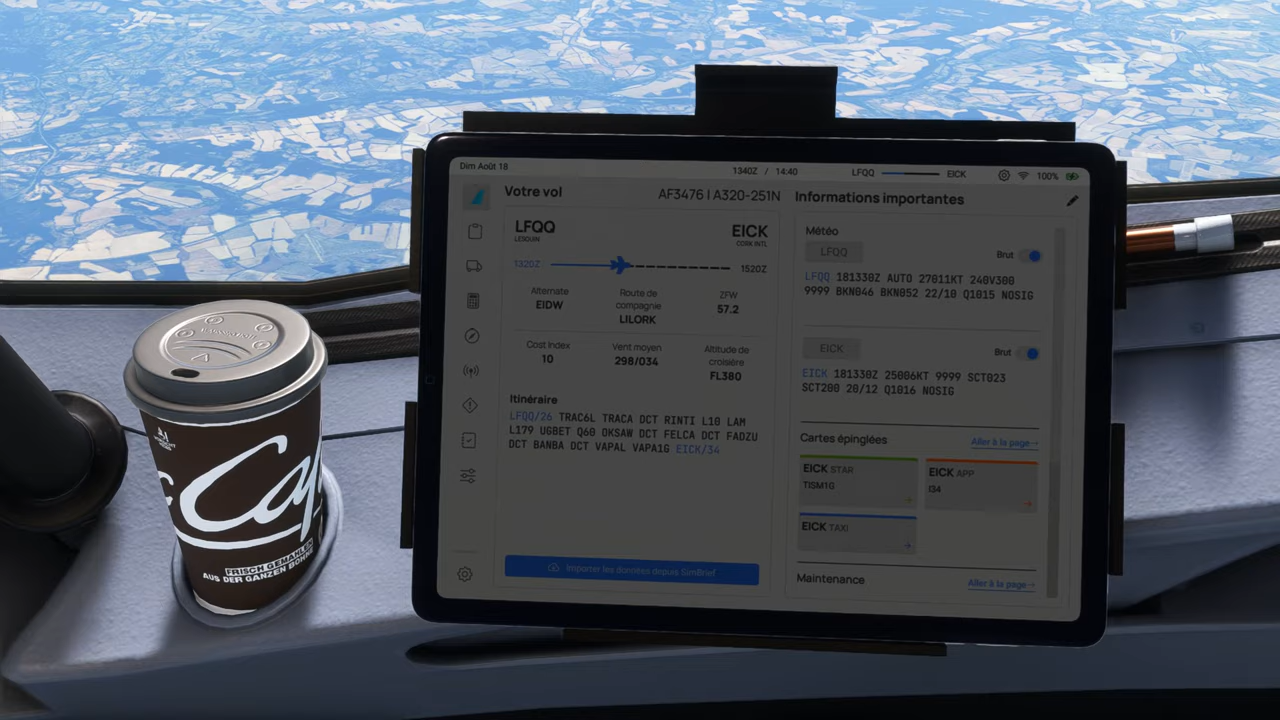 Dim Août 18
1340Z / 14:40
LFQQ
EICK
100%
Votre vol
AF3476 | A320-251N
LFQQ
LESQUIN
EICK
CORK INTL
1320Z
1520Z
Alternate
EIDW
Route de
compagnie
LILORK
ZFW
57.2
Cost Index
10
Vent moyen
298/034
Altitude de
croisière
FL380
Itinéraire
LFQQ/26 TRAC6L TRACA DCT RINTI L10 LAM
L179 UGBET Q60 OKSAW DCT FELCA DCT FADZU
DCT BANBA DCT VAPAL VAPA1G EICK/34
Importer les données depuis SimBrief
Informations importantes
Météo
LFQQ
Brut
LFQQ 181330Z AUTO 27011KT 240V300
9999 BKN046 BKN052 22/10 Q1015 NOSIG
EICK
Brut
EICK 181330Z 25006KT 9999 SCT023
SCT200 20/12 Q1016 NOSIG
Cartes épinglées
Aller à la page→
EICK STAR
TISM1G
EICK APP
I34
EICK TAXI
Maintenance
Aller à la page→
FRISCH GEMAHLEN
AUS DER GANZEN BOHNE